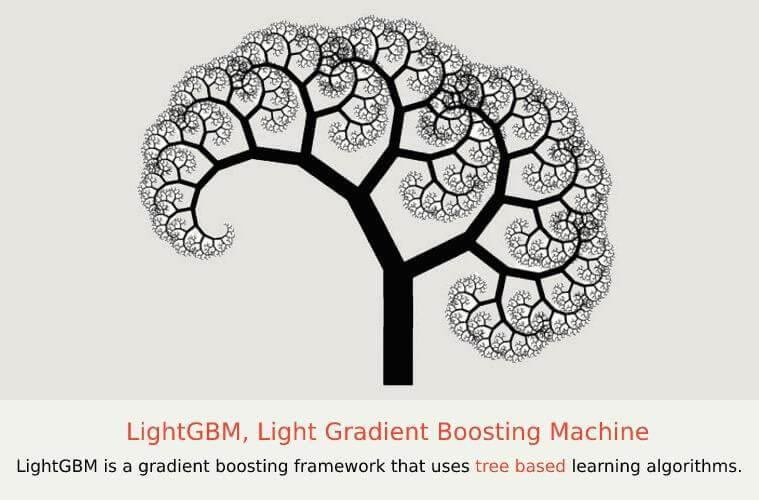 LightGBM, Light Gradient Boosting Machine
LightGBM is a gradient boosting framework that uses tree based learning algorithms.